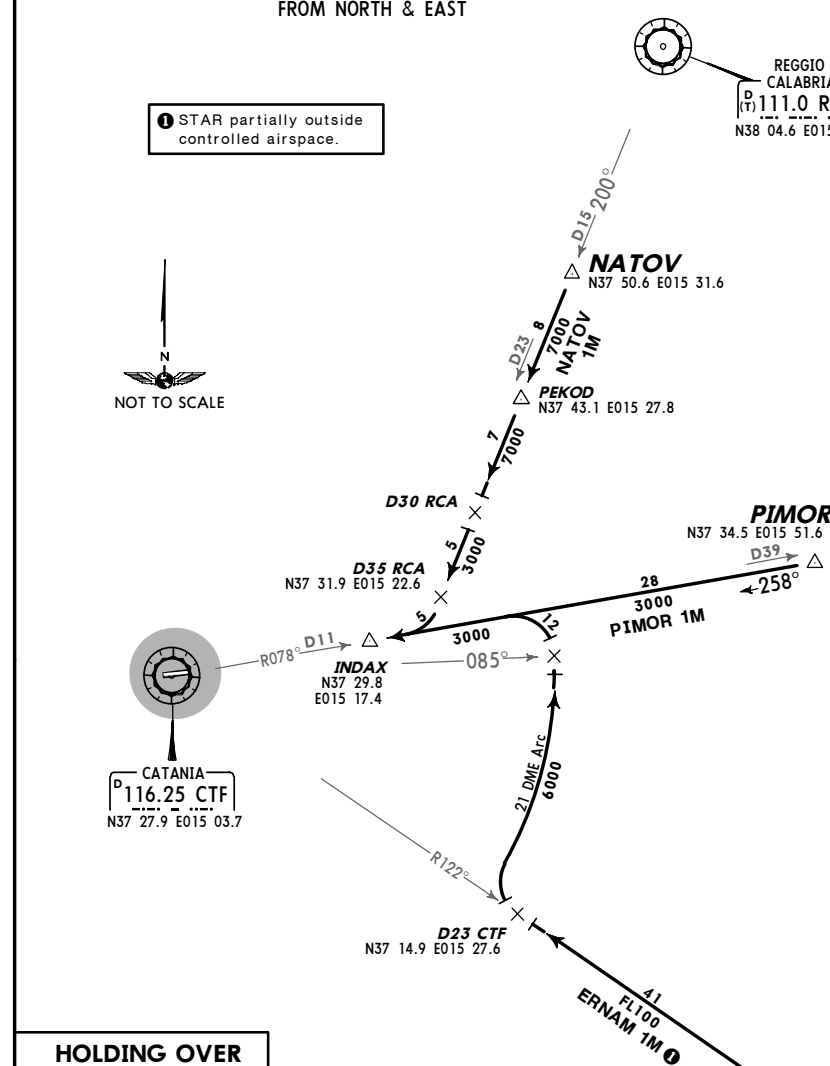 FROM NORTH & EAST
REGGIO
CALABRIA
D
(T) 111.0 R
N38 04.6 E015
1 STAR partially outside
controlled airspace.
D15 200°
NATOV
N37 50.6 E015 31.6
N
NOT TO SCALE
8
7000
NATOV
1M
D23
PEKOD
N37 43.1 E015 27.8
7
7000
D30 RCA
5
3000
PIMOR
N37 34.5 E015 51.6
D39
258°
D35 RCA
N37 31.9 E015 22.6
28
3000
PIMOR 1M
5
3000
12
R078° D11
INDAX
N37 29.8
E015 17.4
085°
CATANIA
D 116.25 CTF
N37 27.9 E015 03.7
21 DME Arc
6000
R122°
D23 CTF
N37 14.9 E015 27.6
41
FL100
ERNAM 1M 1
HOLDING OVER